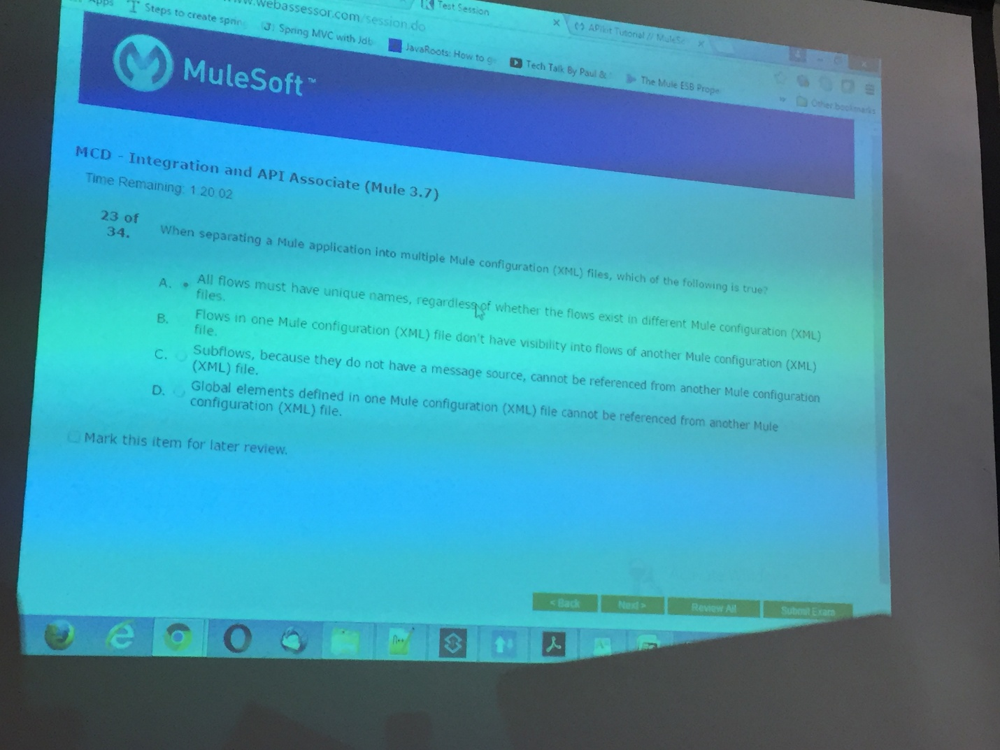 www.webassessor.com/session.do
Test Session
APIkit Tutorial // MuleSo
Apps
Steps to create sprin
Spring MVC with Jdb
JavaRoots: How to g
Tech Talk By Paul &
The Mule ESB Prope
Other bookmarks
MuleSoft™
MCD - Integration and API Associate (Mule 3.7)
Time Remaining: 1:20:02
23 of
34.
When separating a Mule application into multiple Mule configuration (XML) files, which of the following is true?
A. All flows must have unique names, regardless of whether the flows exist in different Mule configuration (XML)
files.
B. Flows in one Mule configuration (XML) file don't have visibility into flows of another Mule configuration (XML)
file.
C. Subflows, because they do not have a message source, cannot be referenced from another Mule configuration
(XML) file.
D. Global elements defined in one Mule configuration (XML) file cannot be referenced from another Mule
configuration (XML) file.
Mark this item for later review.
< Back
Next >
Review All
Submit Exam